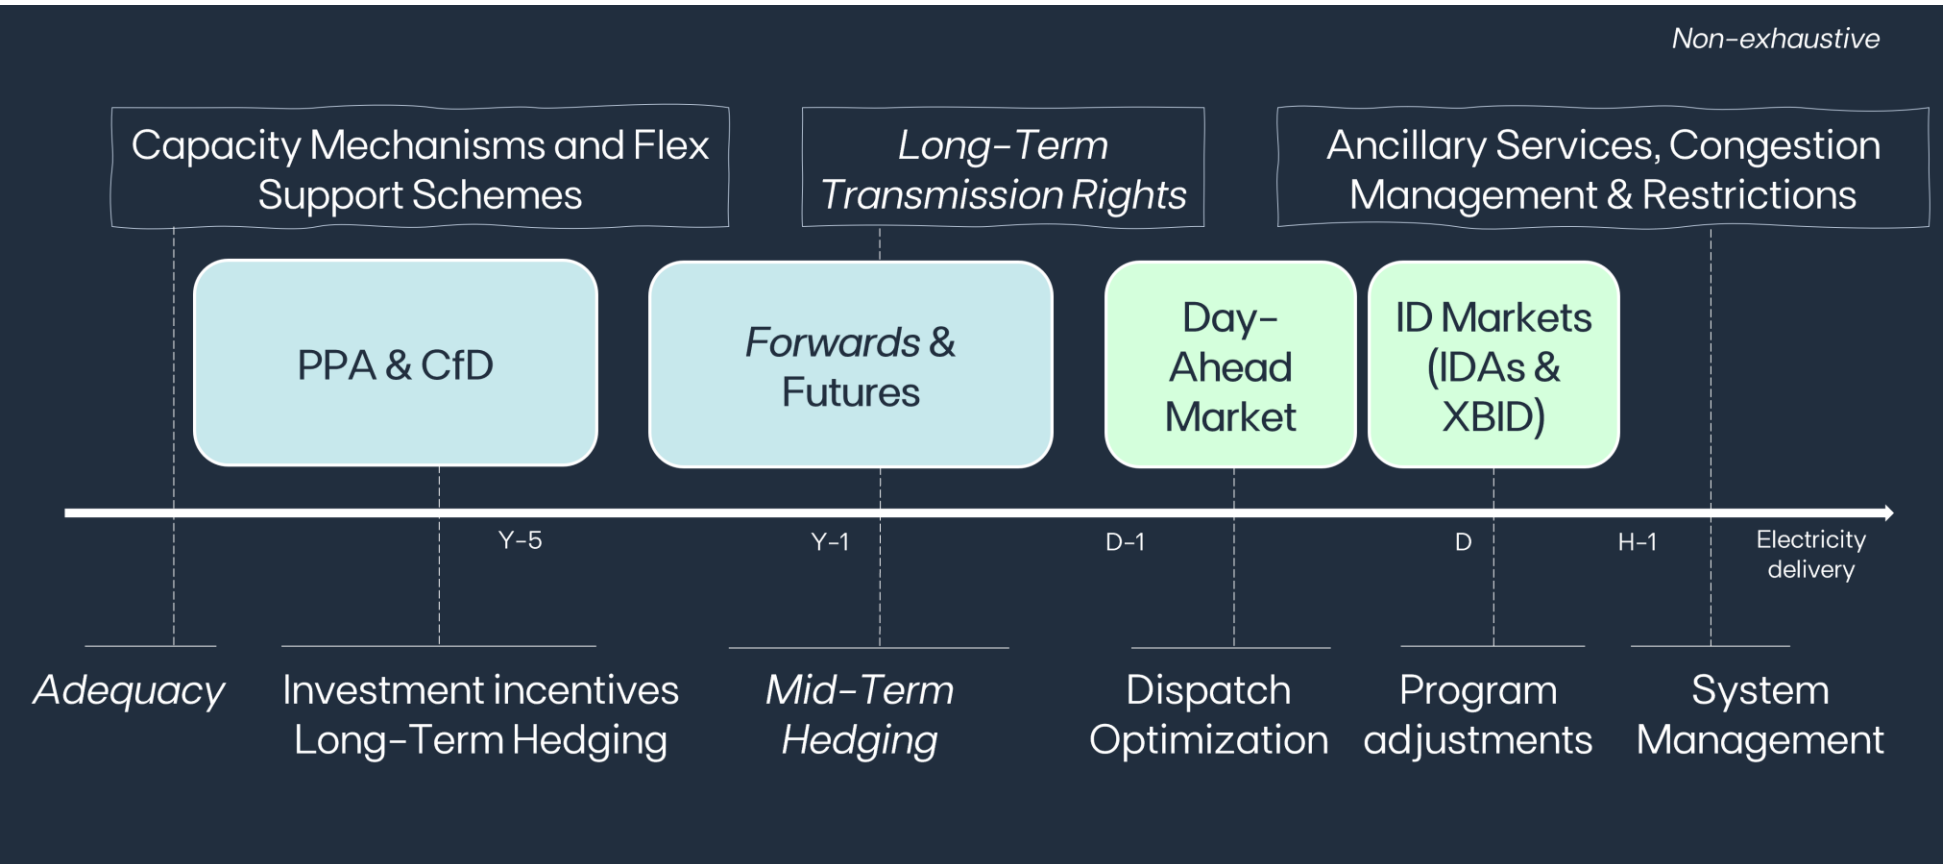 Non-exhaustive
Capacity Mechanisms and Flex
Support Schemes
Long-Term
Transmission Rights
Ancillary Services, Congestion
Management & Restrictions
PPA & CfD
Forwards &
Futures
Day-
Ahead
Market
ID Markets
(IDAs &
XBID)
Y-5
Y-1
D-1
D
H-1
Electricity
delivery
Adequacy
Investment incentives
Long-Term Hedging
Mid-Term
Hedging
Dispatch
Optimization
Program
adjustments
System
Management